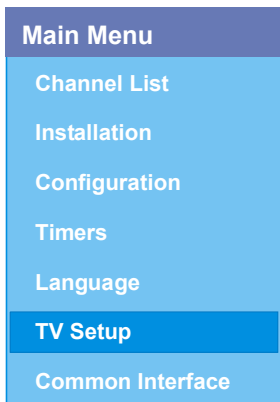 Main Menu
Channel List
Installation
Configuration
Timers
Language
TV Setup
Common Interface